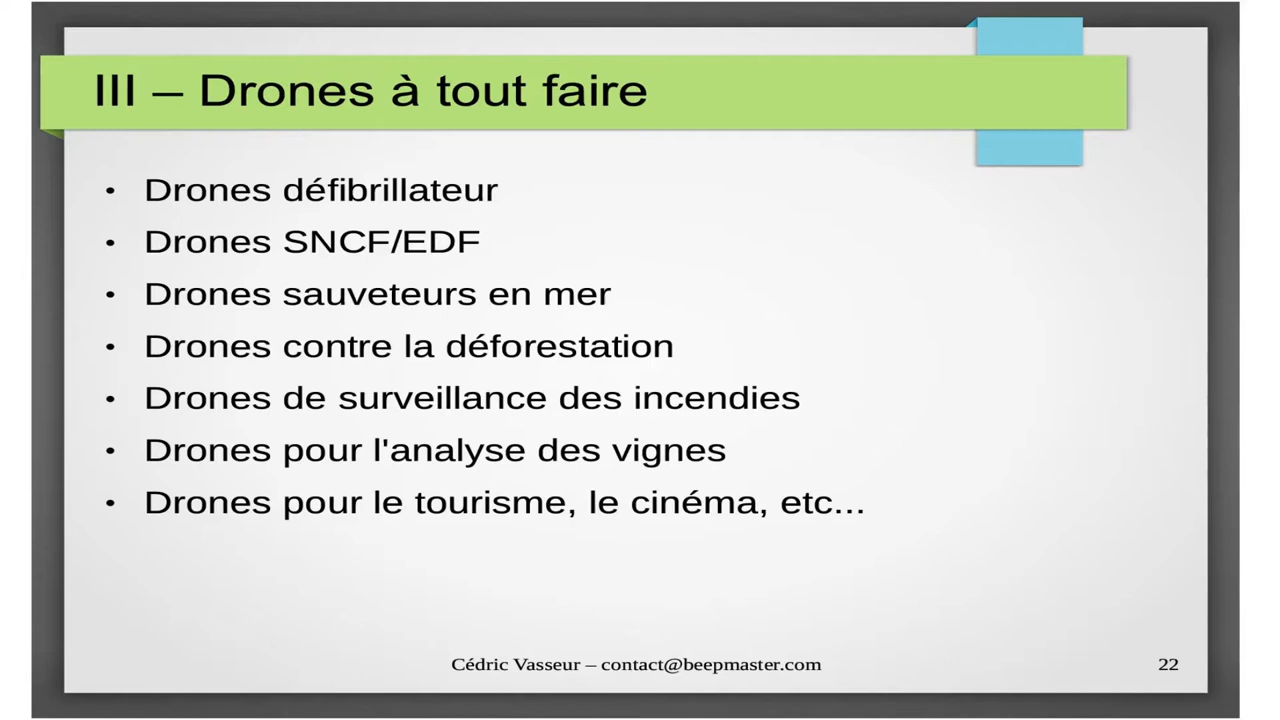 III – Drones à tout faire
• Drones défibrillateur
• Drones SNCF/EDF
• Drones sauveteurs en mer
• Drones contre la déforestation
• Drones de surveillance des incendies
• Drones pour l'analyse des vignes
• Drones pour le tourisme, le cinéma, etc...
Cédric Vasseur – contact@beepmaster.com
22